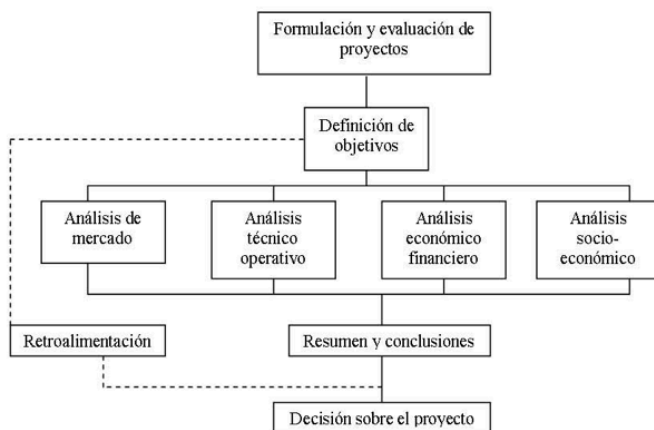 Formulación y evaluación de
proyectos
Definición de
objetivos
Análisis de
mercado
Análisis
técnico
operativo
Análisis
económico
financiero
Análisis
socio-
económico
Retroalimentación
Resumen y conclusiones
Decisión sobre el proyecto